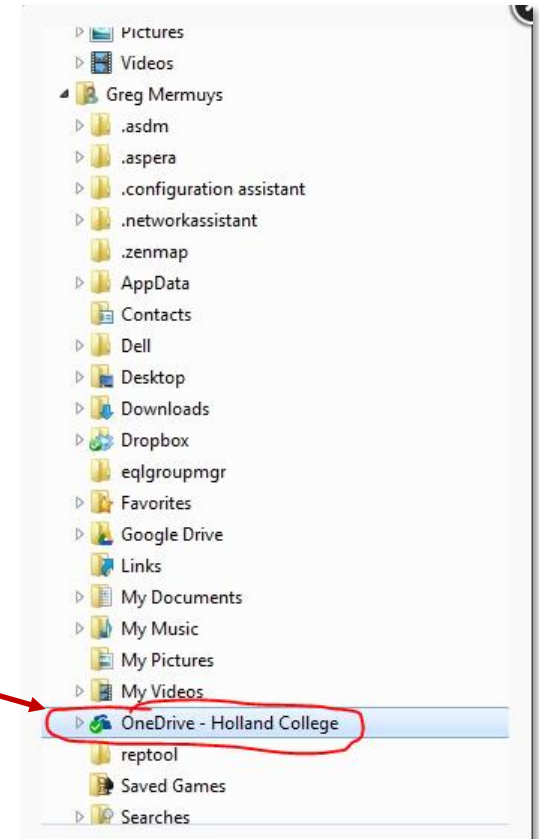 Pictures
Videos
Greg Mermuys
.asdm
.aspera
.configuration assistant
.networkassistant
.zenmap
AppData
Contacts
Dell
Desktop
Downloads
Dropbox
eqlgroupmgr
Favorites
Google Drive
Links
My Documents
My Music
My Pictures
My Videos
OneDrive - Holland College
reptool
Saved Games
Searches